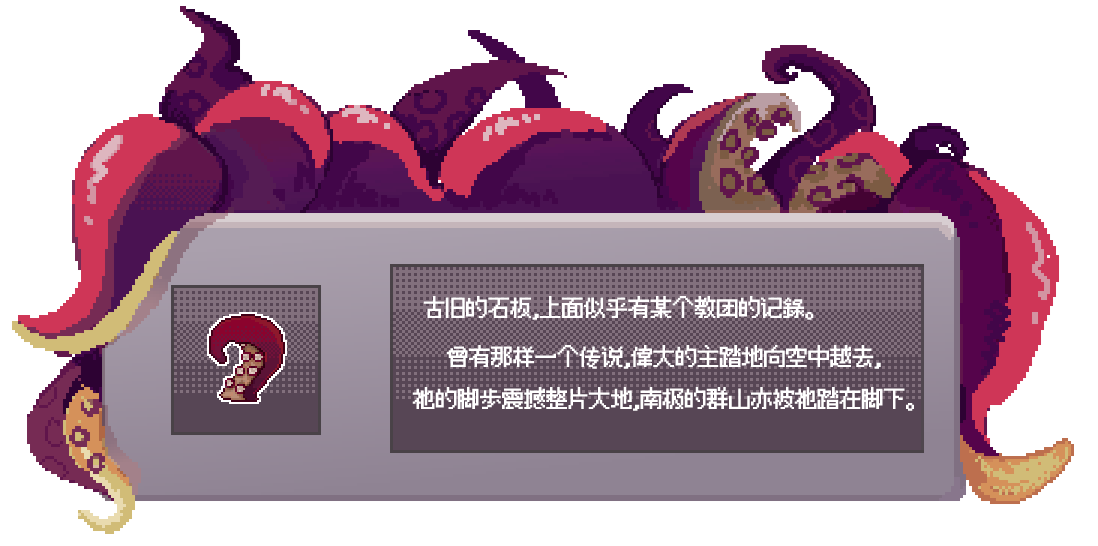 古旧的石板,上面似乎有某个教团的记録。
曾有那样一个传说,偉大的主踏地向空中越去,
祂的脚步震撼整片大地,南极的群山亦被祂踏在脚下。